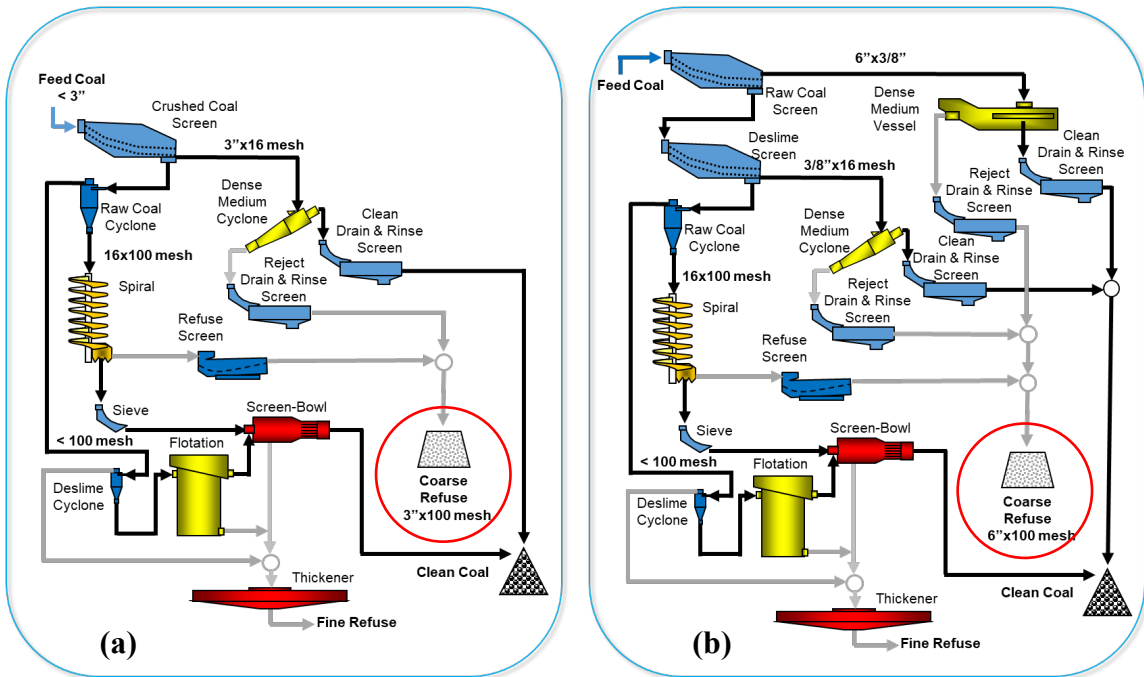 Feed Coal
< 3”
Crushed Coal
Screen
3”x16 mesh
Raw Coal
Cyclone
Dense
Medium
Cyclone
Clean
Drain & Rinse
Screen
16x100 mesh
Spiral
Reject
Drain & Rinse
Screen
Refuse
Screen
Sieve
Screen-Bowl
< 100 mesh
Flotation
Deslime
Cyclone
Coarse
Refuse
3”x100 mesh
Clean Coal
Thickener
Fine Refuse
(a)
Feed Coal
6”x3/8”
Raw Coal
Screen
Dense
Medium
Vessel
Deslime
Screen
3/8”x16 mesh
Clean
Drain & Rinse
Screen
Reject
Drain & Rinse
Screen
Raw Coal
Cyclone
Dense
Medium
Cyclone
Clean
Drain & Rinse
Screen
16x100 mesh
Spiral
Reject
Drain & Rinse
Screen
Refuse
Screen
Sieve
Screen-Bowl
< 100 mesh
Flotation
Deslime
Cyclone
Coarse
Refuse
6”x100 mesh
Clean Coal
Thickener
Fine Refuse
(b)